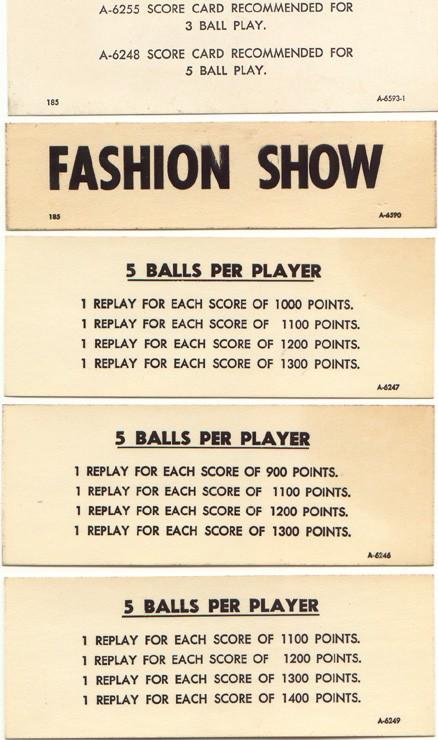 A-6255 SCORE CARD RECOMMENDED FOR
3 BALL PLAY.
A-6248 SCORE CARD RECOMMENDED FOR
5 BALL PLAY.
185 A-6593-1
FASHION SHOW
185 A-6590
5 BALLS PER PLAYER
1 REPLAY FOR EACH SCORE OF 1000 POINTS.
1 REPLAY FOR EACH SCORE OF 1100 POINTS.
1 REPLAY FOR EACH SCORE OF 1200 POINTS.
1 REPLAY FOR EACH SCORE OF 1300 POINTS.
A-6247
5 BALLS PER PLAYER
1 REPLAY FOR EACH SCORE OF 900 POINTS.
1 REPLAY FOR EACH SCORE OF 1100 POINTS.
1 REPLAY FOR EACH SCORE OF 1200 POINTS.
1 REPLAY FOR EACH SCORE OF 1300 POINTS.
A-6246
5 BALLS PER PLAYER
1 REPLAY FOR EACH SCORE OF 1100 POINTS.
1 REPLAY FOR EACH SCORE OF 1200 POINTS.
1 REPLAY FOR EACH SCORE OF 1300 POINTS.
1 REPLAY FOR EACH SCORE OF 1400 POINTS.
A-6249